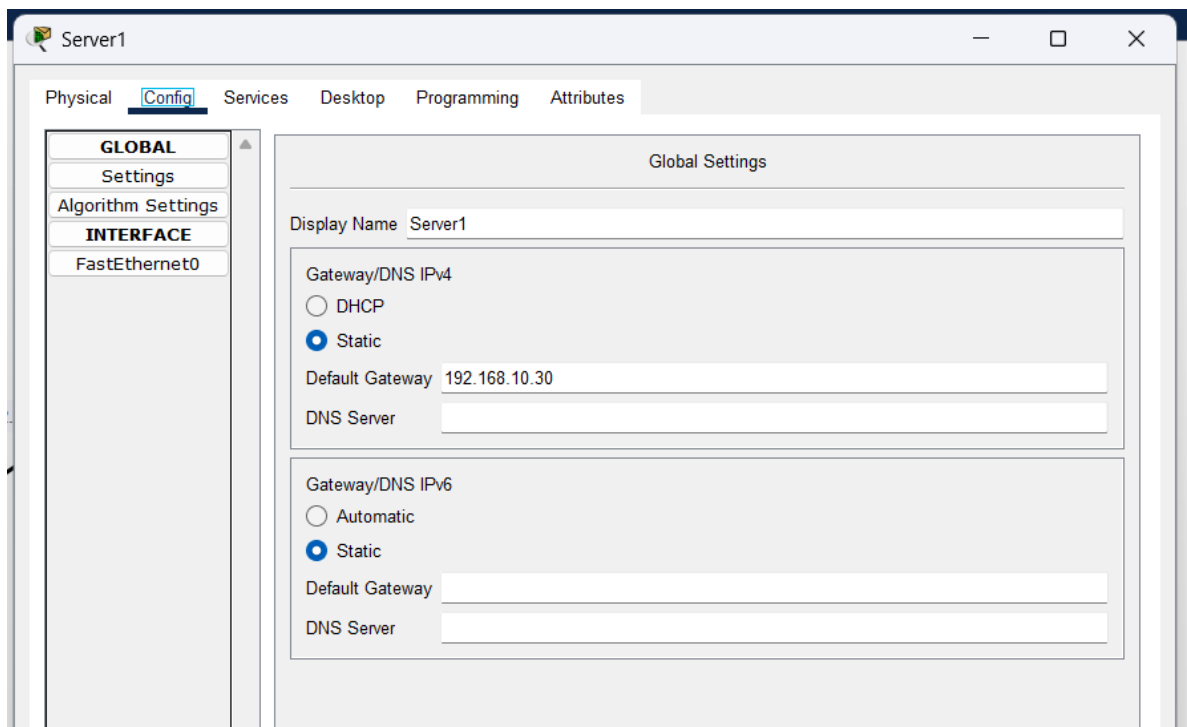 Server1
Physical Config Services Desktop Programming Attributes
GLOBAL
Settings
Algorithm Settings
INTERFACE
FastEthernet0
Global Settings
Display Name Server1
Gateway/DNS IPv4
DHCP
Static
Default Gateway 192.168.10.30
DNS Server
Gateway/DNS IPv6
Automatic
Static
Default Gateway
DNS Server